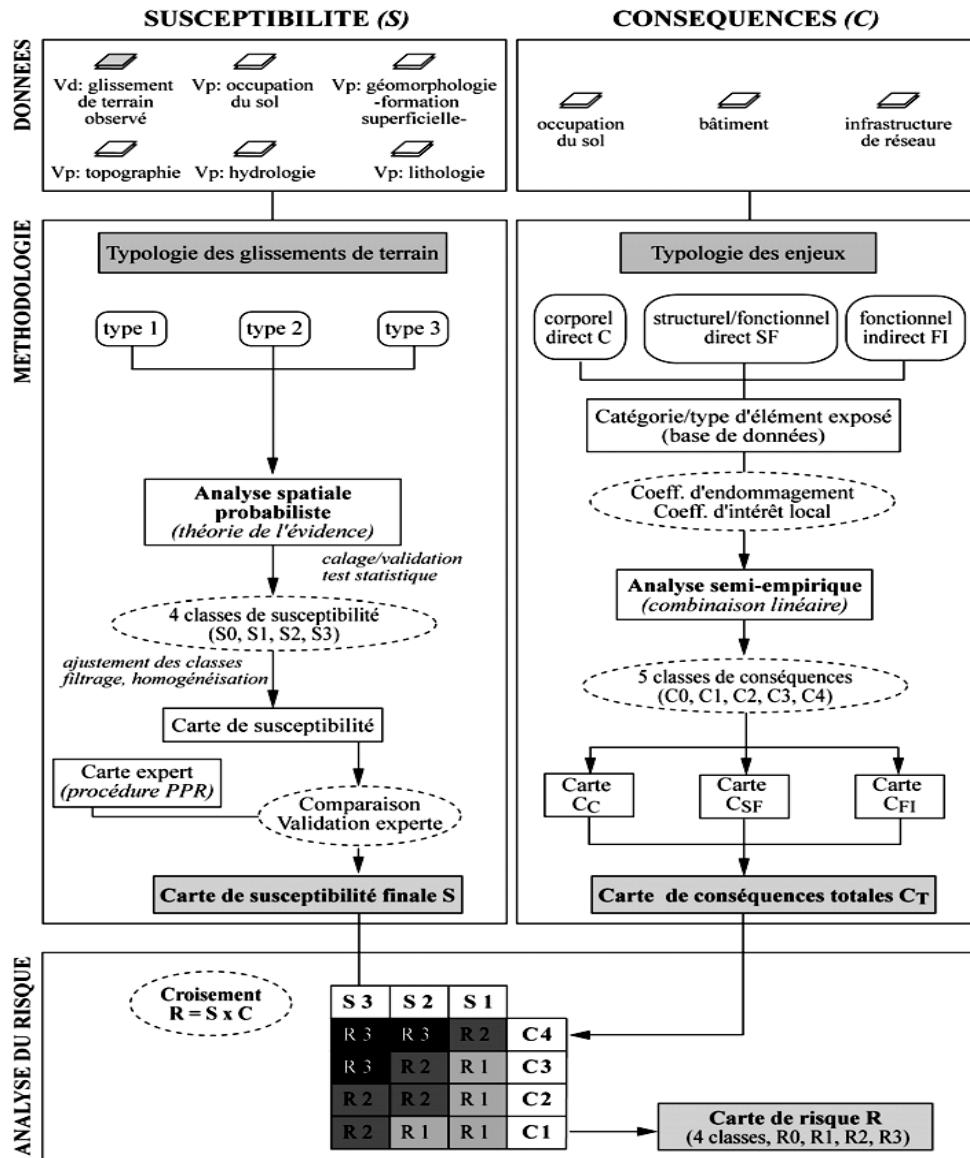 SUSCEPTIBILITE (S)
CONSEQUENCES (C)
DONNEES
Vd: glissement
de terrain
observé
Vp: occupation
du sol
Vp: géomorphologie
-formation
superficielle-
Vp: topographie
Vp: hydrologie
Vp: lithologie
occupation
du sol
bâtiment
infrastructure
de réseau
METHODOLOGIE
Typologie des glissements de terrain
type 1
type 2
type 3
Analyse spatiale
probabiliste
(théorie de l'évidence)
calage/validation
test statistique
4 classes de susceptibilité
(S0, S1, S2, S3)
ajustement des classes
filtrage, homogénéisation
Carte de susceptibilité
Carte expert
(procédure PPR)
Comparaison
Validation experte
Carte de susceptibilité finale S
Typologie des enjeux
corporel
direct C
structurel/fonctionnel
direct SF
fonctionnel
indirect FI
Catégorie/type d'élément exposé
(base de données)
Coeff. d'endommagement
Coeff. d'intérêt local
Analyse semi-empirique
(combinaison linéaire)
5 classes de conséquences
(C0, C1, C2, C3, C4)
Carte
CC
Carte
CSF
Carte
CFI
Carte de conséquences totales CT
ANALYSE DU RISQUE
Croisement
R = S x C
S 3 S 2 S 1
R 3 R 3 R 2 C4
R 3 R 2 R 1 C3
R 2 R 2 R 1 C2
R 2 R 1 R 1 C1
Carte de risque R
(4 classes, R0, R1, R2, R3)